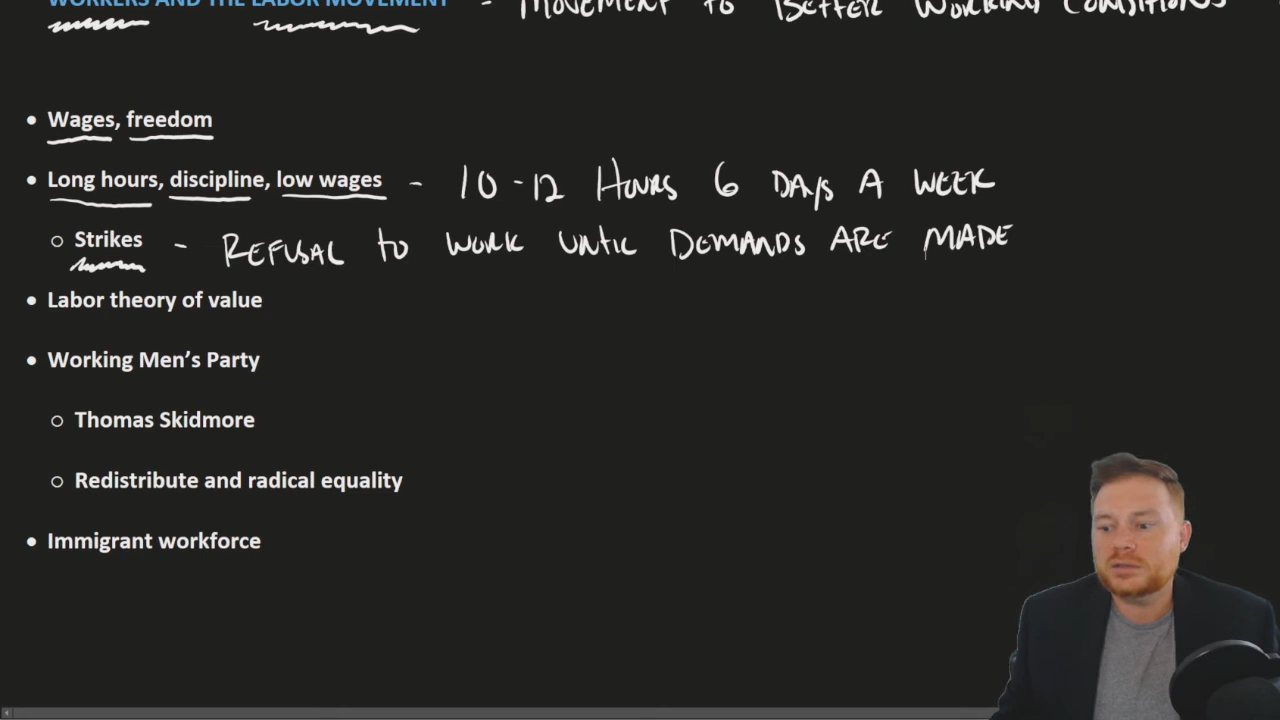 WORKERS AND THE LABOR MOVEMENT - MOVEMENT TO BETTER WORKING CONDITIONS
• Wages, freedom
• Long hours, discipline, low wages - 10-12 HOURS 6 DAYS A WEEK
○ Strikes - REFUSAL TO WORK UNTIL DEMANDS ARE MADE
• Labor theory of value
• Working Men's Party
○ Thomas Skidmore
○ Redistribute and radical equality
• Immigrant workforce